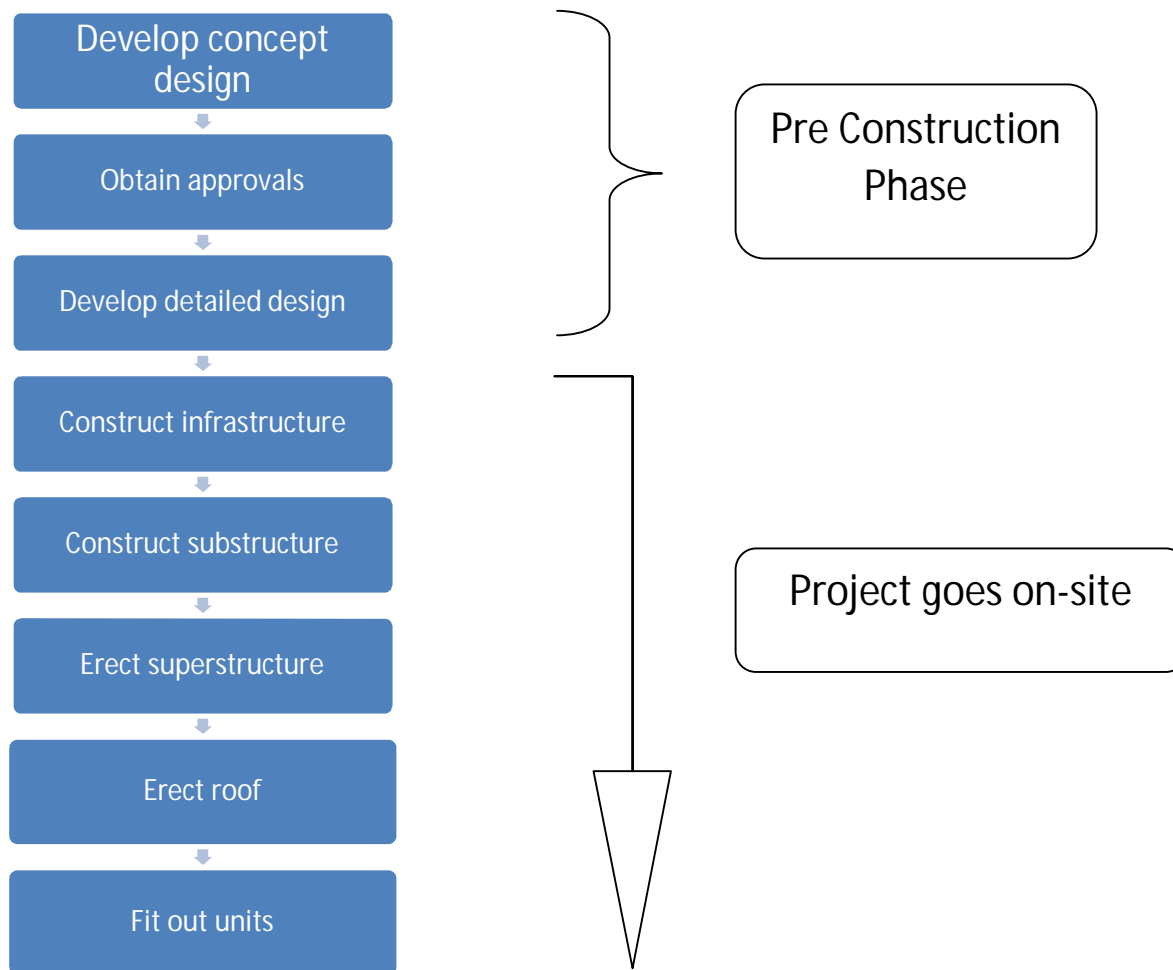 Develop concept
design
Obtain approvals
Develop detailed design
Construct infrastructure
Construct substructure
Erect superstructure
Erect roof
Fit out units
Pre Construction
Phase
Project goes on-site